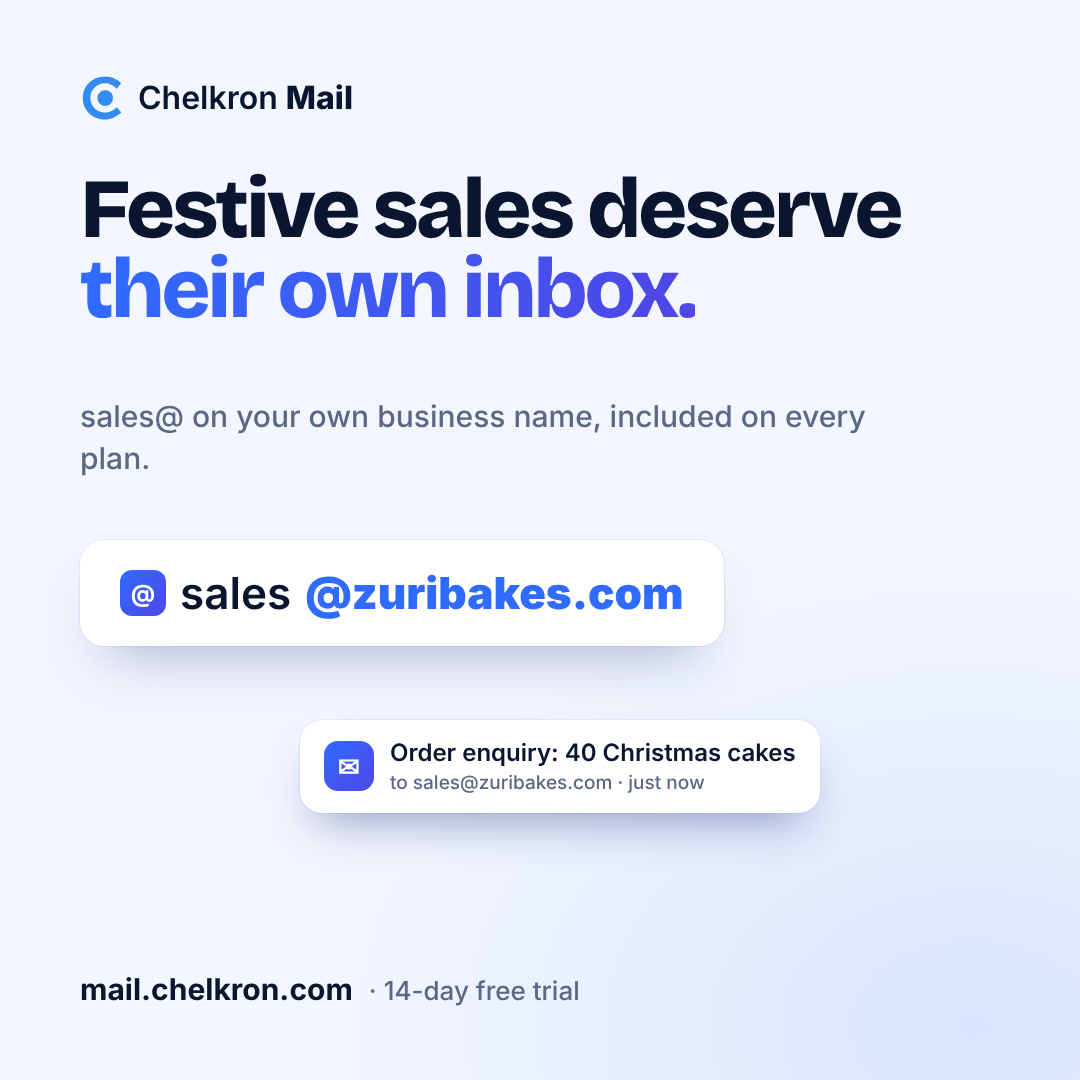 Chelkron Mail
Festive sales deserve
their own inbox.
sales@ on your own business name, included on every
plan.
@ sales @zuribakes.com
✉ Order enquiry: 40 Christmas cakes
to sales@zuribakes.com · just now
mail.chelkron.com · 14-day free trial